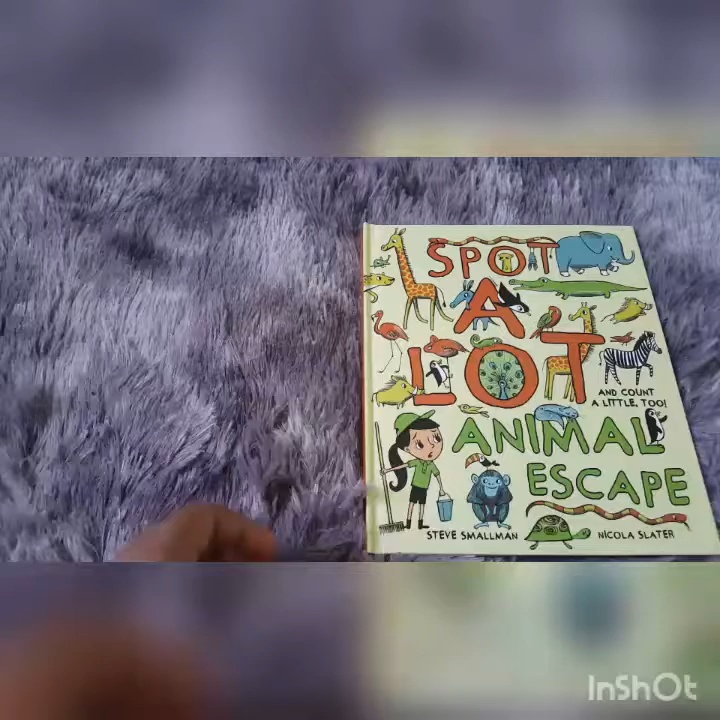 SPOT
A
LOT
AND COUNT
A LITTLE, TOO!
ANIMAL
ESCAPE
STEVE SMALLMAN NICOLA SLATER
InShOt